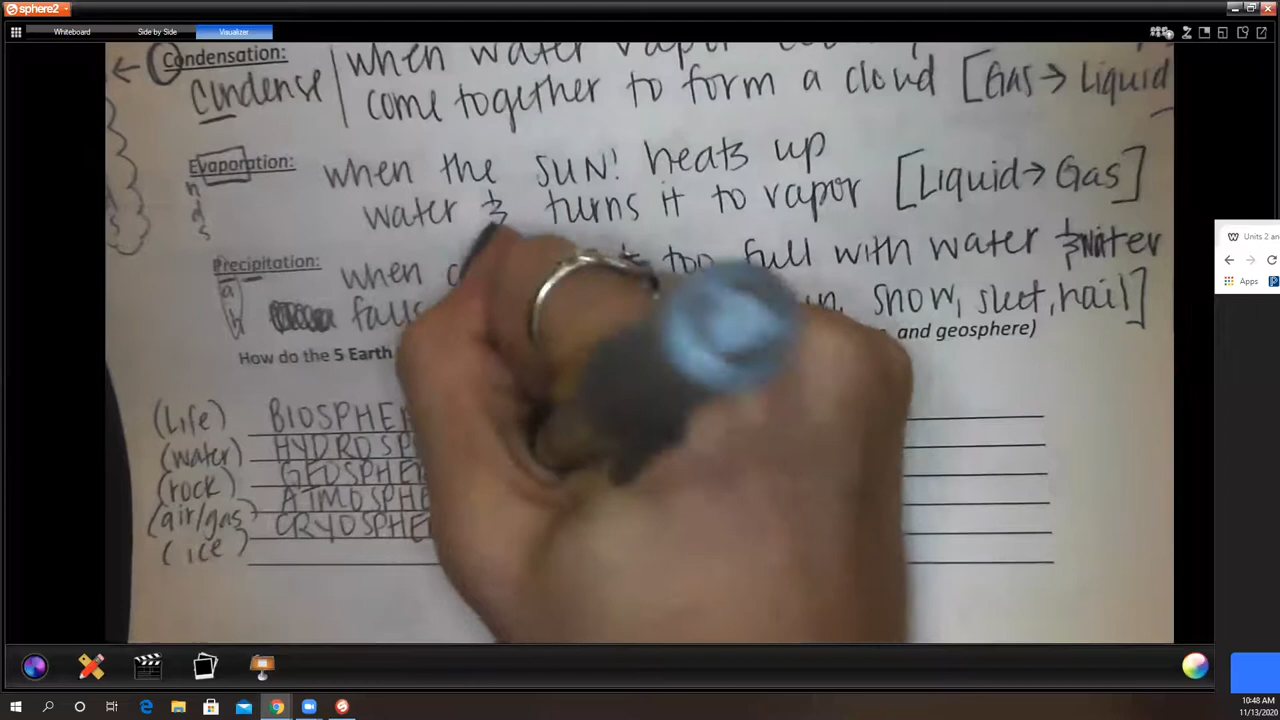 sphere2
Whiteboard Side by Side Visualizer
Condensation: when water vapor
condense come together to form a cloud [Gas → Liquid
Evaporation: when the SUN! heats up
water & turns it to vapor [Liquid → Gas]
Precipitation: when too full with water & water
falls snow, sleet, hail]
and geosphere)
How do the 5 Earth
(Life) BIOSPHE
(water) HYDROSP
(rock) GEOSPHE
(air/gas) ATMOSPHE
(ice) CRYOSPHE
Units 2 an
Apps
10:48 AM
11/13/2020